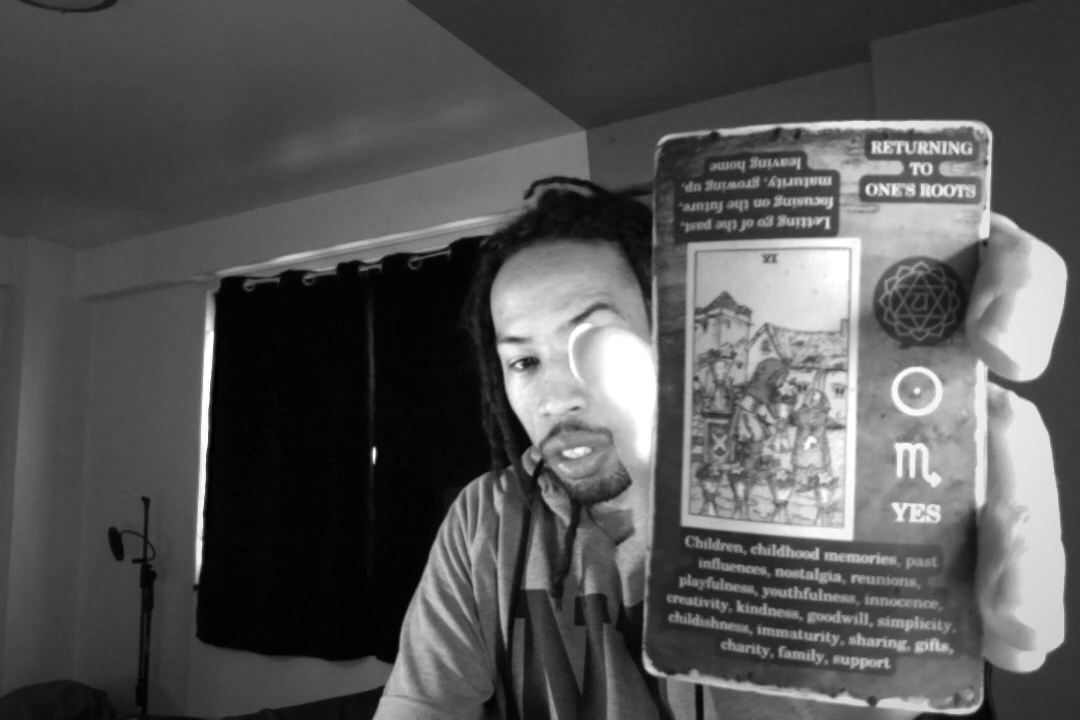 RETURNING
TO
ONE'S ROOTS
Letting go of the past,
focusing on the future,
maturity, growing up,
leaving home
VI
YES
Children, childhood memories, past
influences, nostalgia, reunions,
playfulness, youthfulness, innocence,
creativity, kindness, goodwill, simplicity,
childishness, immaturity, sharing, gifts,
charity, family, support